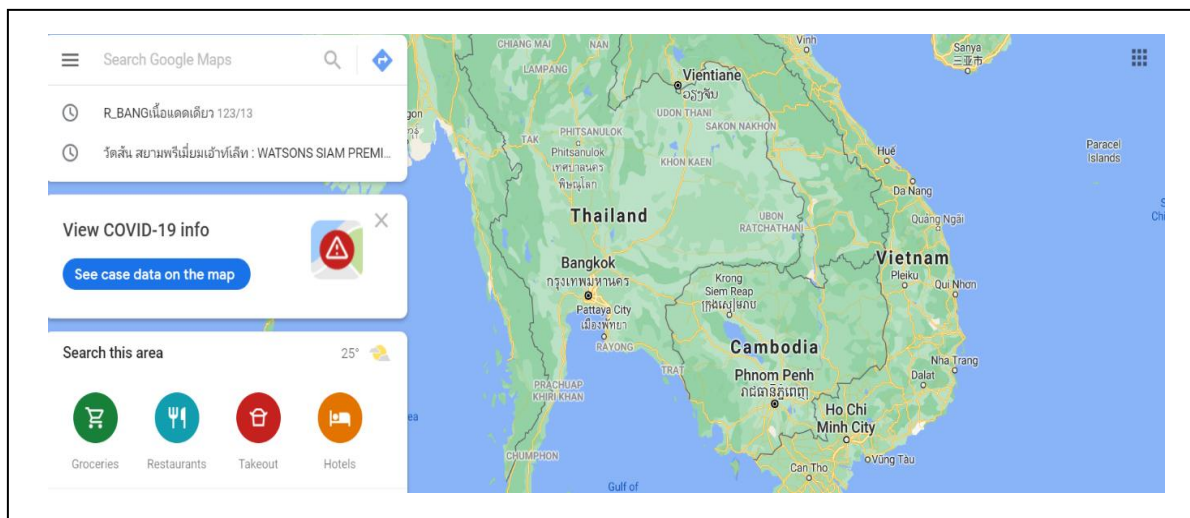 Search Google Maps
R_BANGเนื้อแดดเดียว 123/13
วัตสัน สยามพรีเมี่ยมเอ้าท์เล็ท : WATSONS SIAM PREMI...
View COVID-19 info
See case data on the map
Search this area
25°
Groceries
Restaurants
Takeout
Hotels
CHIANG MAI
NAN
LAMPANG
Vinh
Sanya
三亚市
Vientiane
ວຽງຈັນ
UDON THANI
SAKON NAKHON
gon
TAK
PHITSANULOK
Phitsanulok
เทศบาลนคร
พิษณุโลก
KHON KAEN
Huế
Da Nang
Paracel
Islands
Thailand
UBON
RATCHATHANI
Quảng Ngãi
S
Chi
Bangkok
กรุงเทพมหานคร
Vietnam
Pleiku
Qui Nhon
Krong
Siem Reap
ក្រុងសៀមរាប
Pattaya City
เมืองพัทยา
RAYONG
TRAT
Cambodia
Phnom Penh
រាជធានីភ្នំពេញ
Nha Trang
Dalat
PRACHUAP
KHIRI KHAN
ea
Ho Chi
Minh City
CHUMPHON
Can Tho
Vũng Tàu
Gulf of